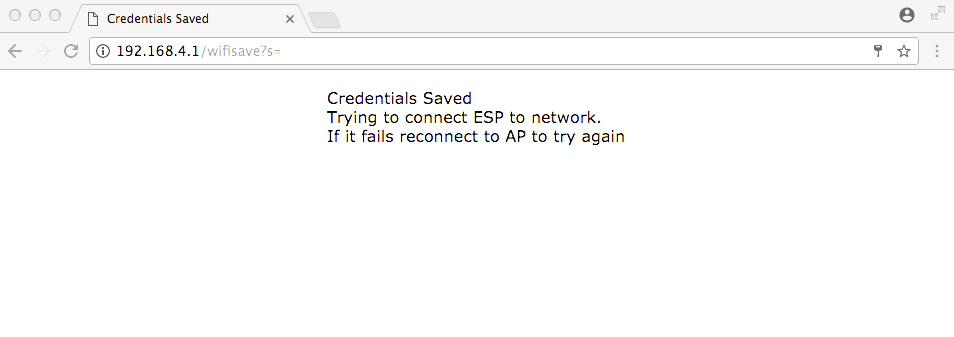 Credentials Saved
192.168.4.1/wifisave?s=
Credentials Saved
Trying to connect ESP to network.
If it fails reconnect to AP to try again